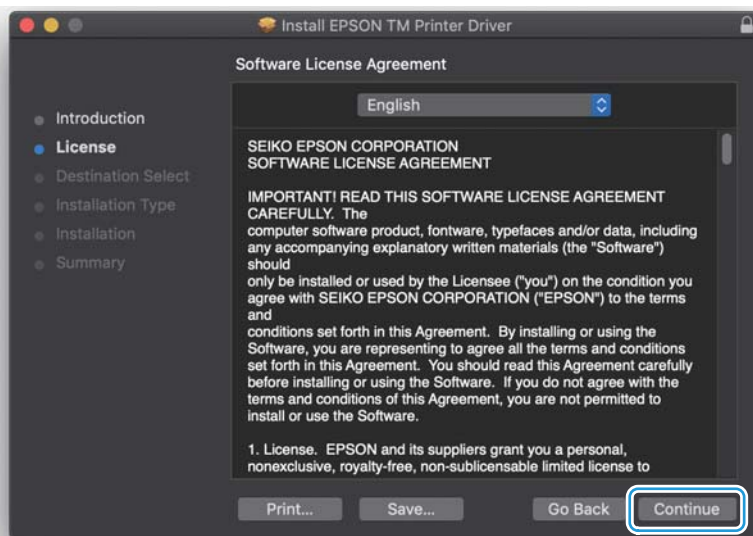 Install EPSON TM Printer Driver
Software License Agreement
English
Introduction
License
Destination Select
Installation Type
Installation
Summary
SEIKO EPSON CORPORATION
SOFTWARE LICENSE AGREEMENT
IMPORTANT! READ THIS SOFTWARE LICENSE AGREEMENT
CAREFULLY.  The
computer software product, fontware, typefaces and/or data, including
any accompanying explanatory written materials (the "Software")
should
only be installed or used by the Licensee ("you") on the condition you
agree with SEIKO EPSON CORPORATION ("EPSON") to the terms
and
conditions set forth in this Agreement.  By installing or using the
Software, you are representing to agree all the terms and conditions
set forth in this Agreement.  You should read this Agreement carefully
before installing or using the Software.  If you do not agree with the
terms and conditions of this Agreement, you are not permitted to
install or use the Software.
1. License.  EPSON and its suppliers grant you a personal,
nonexclusive, royalty-free, non-sublicensable limited license to
Print... Save... Go Back Continue